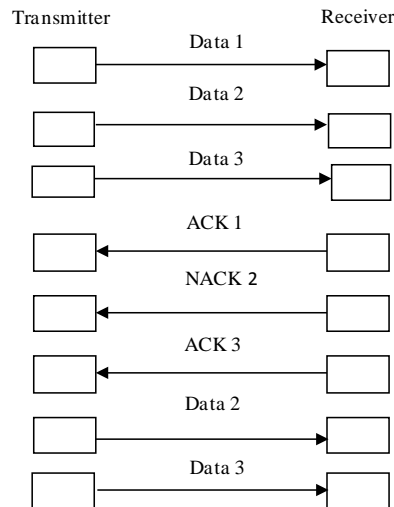 Transmitter Receiver
Data 1
Data 2
Data 3
ACK 1
NACK 2
ACK 3
Data 2
Data 3